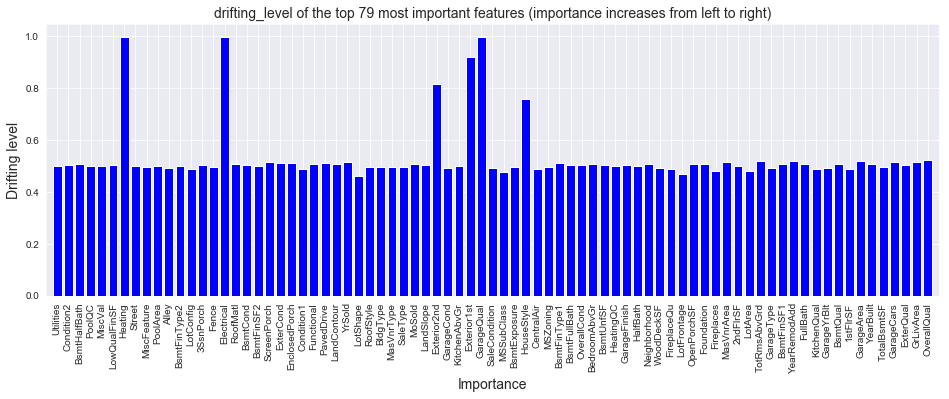 drifting_level of the top 79 most important features (importance increases from left to right)
Drifting level
1.0
0.8
0.6
0.4
0.2
0.0
Utilities
Condition2
BsmtHalfBath
PoolQC
MiscVal
LowQualFinSF
Heating
Street
MiscFeature
PoolArea
Alley
BsmtFinType2
LotConfig
3SsnPorch
Fence
Electrical
RoofMatl
BsmtCond
BsmtFinSF2
ScreenPorch
ExterCond
EnclosedPorch
Condition1
Functional
PavedDrive
LandContour
YrSold
LotShape
RoofStyle
BldgType
MasVnrType
SaleType
MoSold
LandSlope
Exterior2nd
GarageCond
KitchenAbvGr
Exterior1st
GarageQual
SaleCondition
MSSubClass
BsmtExposure
HouseStyle
CentralAir
MSZoning
BsmtFinType1
BsmtFullBath
OverallCond
BedroomAbvGr
BsmtUnfSF
HeatingQC
GarageFinish
HalfBath
Neighborhood
WoodDeckSF
FireplaceQu
LotFrontage
OpenPorchSF
Foundation
Fireplaces
MasVnrArea
2ndFlrSF
LotArea
TotRmsAbvGrd
GarageType
BsmtFinSF1
YearRemodAdd
FullBath
KitchenQual
GarageYrBlt
BsmtQual
1stFlrSF
GarageArea
YearBuilt
TotalBsmtSF
GarageCars
ExterQual
GrLivArea
OverallQual
Importance